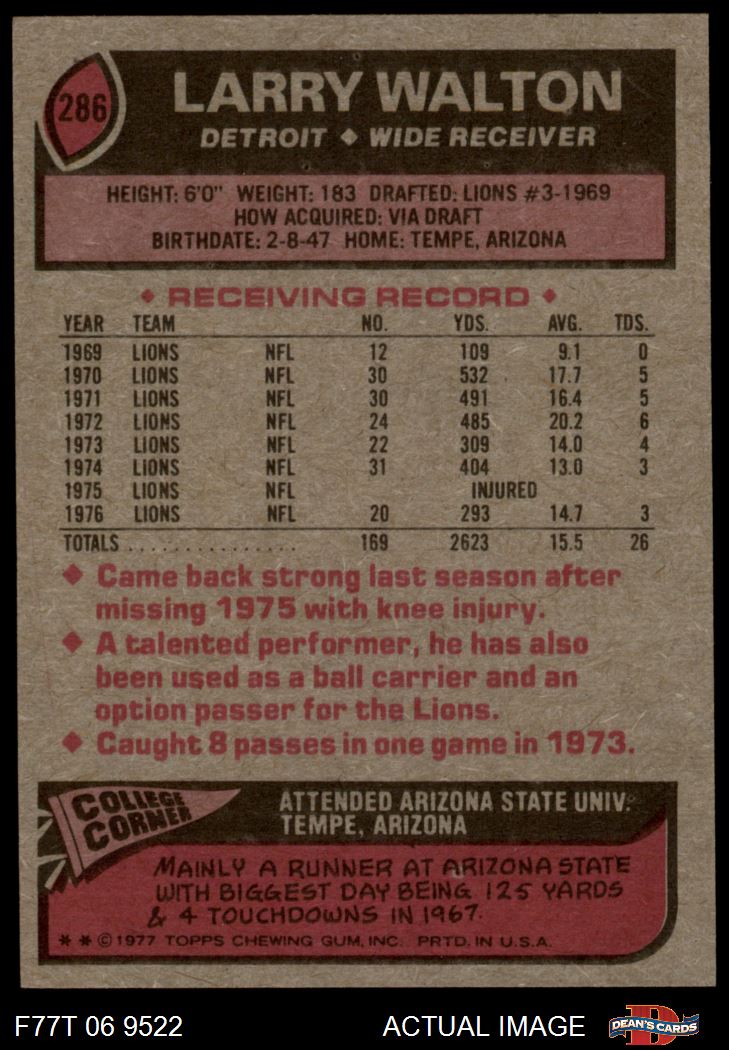 286
LARRY WALTON
DETROIT ◆ WIDE RECEIVER
HEIGHT: 6'0" WEIGHT: 183 DRAFTED: LIONS #3-1969
HOW ACQUIRED: VIA DRAFT
BIRTHDATE: 2-8-47 HOME: TEMPE, ARIZONA
◆ RECEIVING RECORD ◆
YEAR TEAM NO. YDS. AVG. TDS.
1969 LIONS NFL 12 109 9.1 0
1970 LIONS NFL 30 532 17.7 5
1971 LIONS NFL 30 491 16.4 5
1972 LIONS NFL 24 485 20.2 6
1973 LIONS NFL 22 309 14.0 4
1974 LIONS NFL 31 404 13.0 3
1975 LIONS NFL INJURED
1976 LIONS NFL 20 293 14.7 3
TOTALS ................ 169 2623 15.5 26
◆ Came back strong last season after
missing 1975 with knee injury.
◆ A talented performer, he has also
been used as a ball carrier and an
option passer for the Lions.
◆ Caught 8 passes in one game in 1973.
COLLEGE
CORNER
ATTENDED ARIZONA STATE UNIV.
TEMPE, ARIZONA
MAINLY A RUNNER AT ARIZONA STATE
WITH BIGGEST DAY BEING 125 YARDS
& 4 TOUCHDOWNS IN 1967.
* * © 1977 TOPPS CHEWING GUM, INC. PRTD. IN U.S.A.
F77T 06 9522 ACTUAL IMAGE
D
DEAN'S CARDS